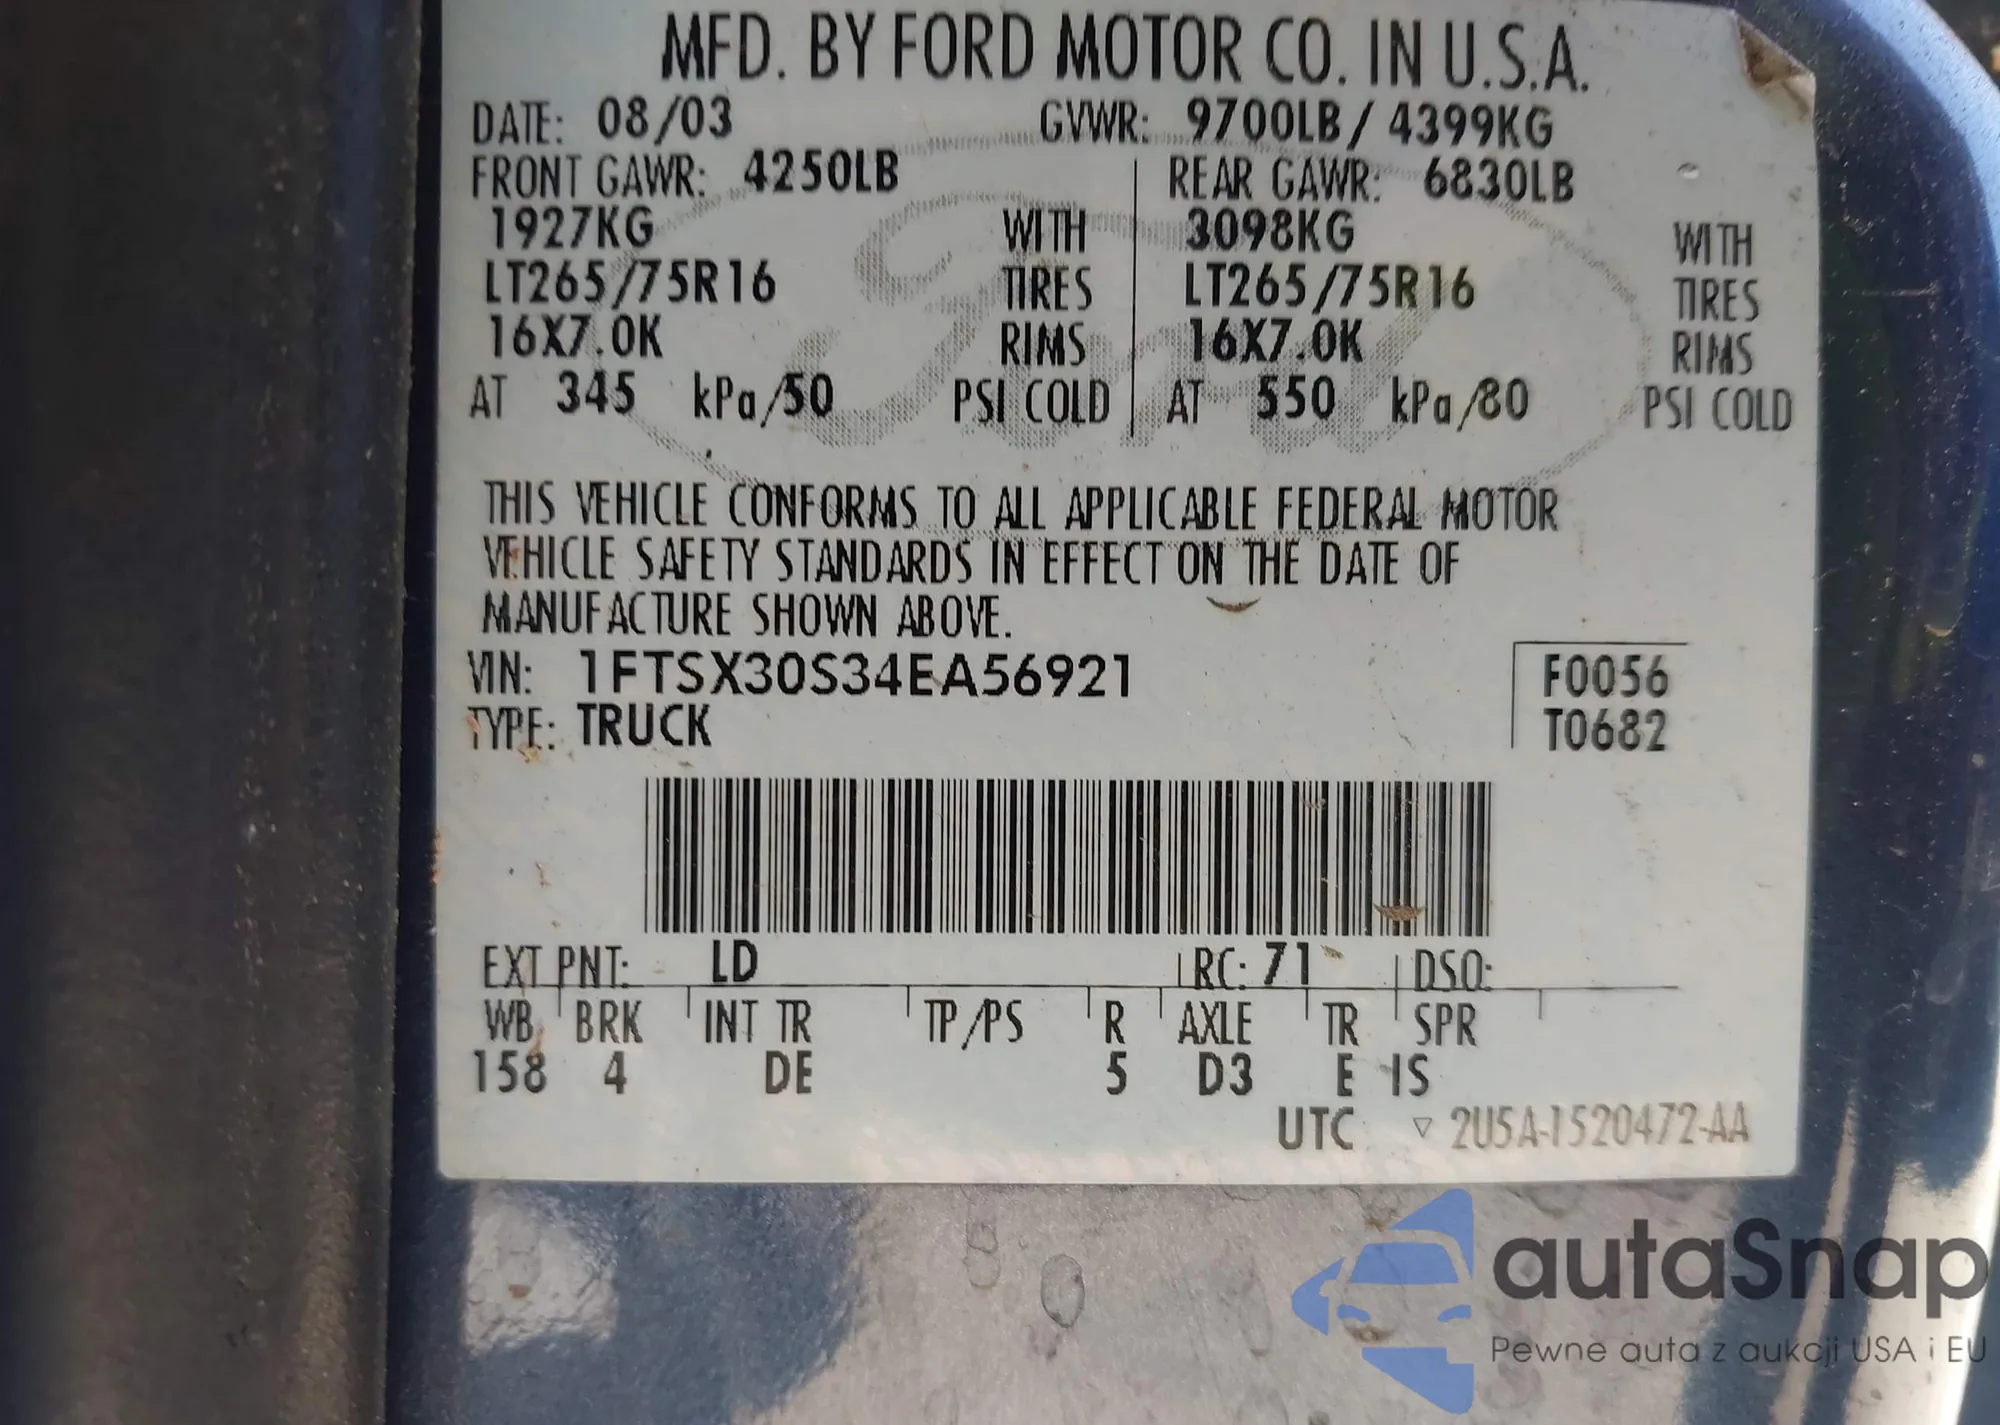 MFD. BY FORD MOTOR CO. IN U.S.A.
DATE: 08/03 GVWR: 9700LB / 4399KG
FRONT GAWR: 4250LB REAR GAWR: 6830LB
1927KG WITH 3098KG WITH
LT265/75R16 TIRES LT265/75R16 TIRES
16X7.0K RIMS 16X7.0K RIMS
AT 345 kPa/50 PSI COLD AT 550 kPa/80 PSI COLD
Ford
THIS VEHICLE CONFORMS TO ALL APPLICABLE FEDERAL MOTOR
VEHICLE SAFETY STANDARDS IN EFFECT ON THE DATE OF
MANUFACTURE SHOWN ABOVE.
VIN: 1FTSX30S34EA56921 F0056
TYPE: TRUCK T0682
EXT PNT: LD RC: 71 DSO:
WB BRK INT TR TP/PS R AXLE TR SPR
158 4 DE 5 D3 E IS
UTC ▽ 2U5A-1520472-AA
autaSnap
Pewne auta z aukcji USA i EU